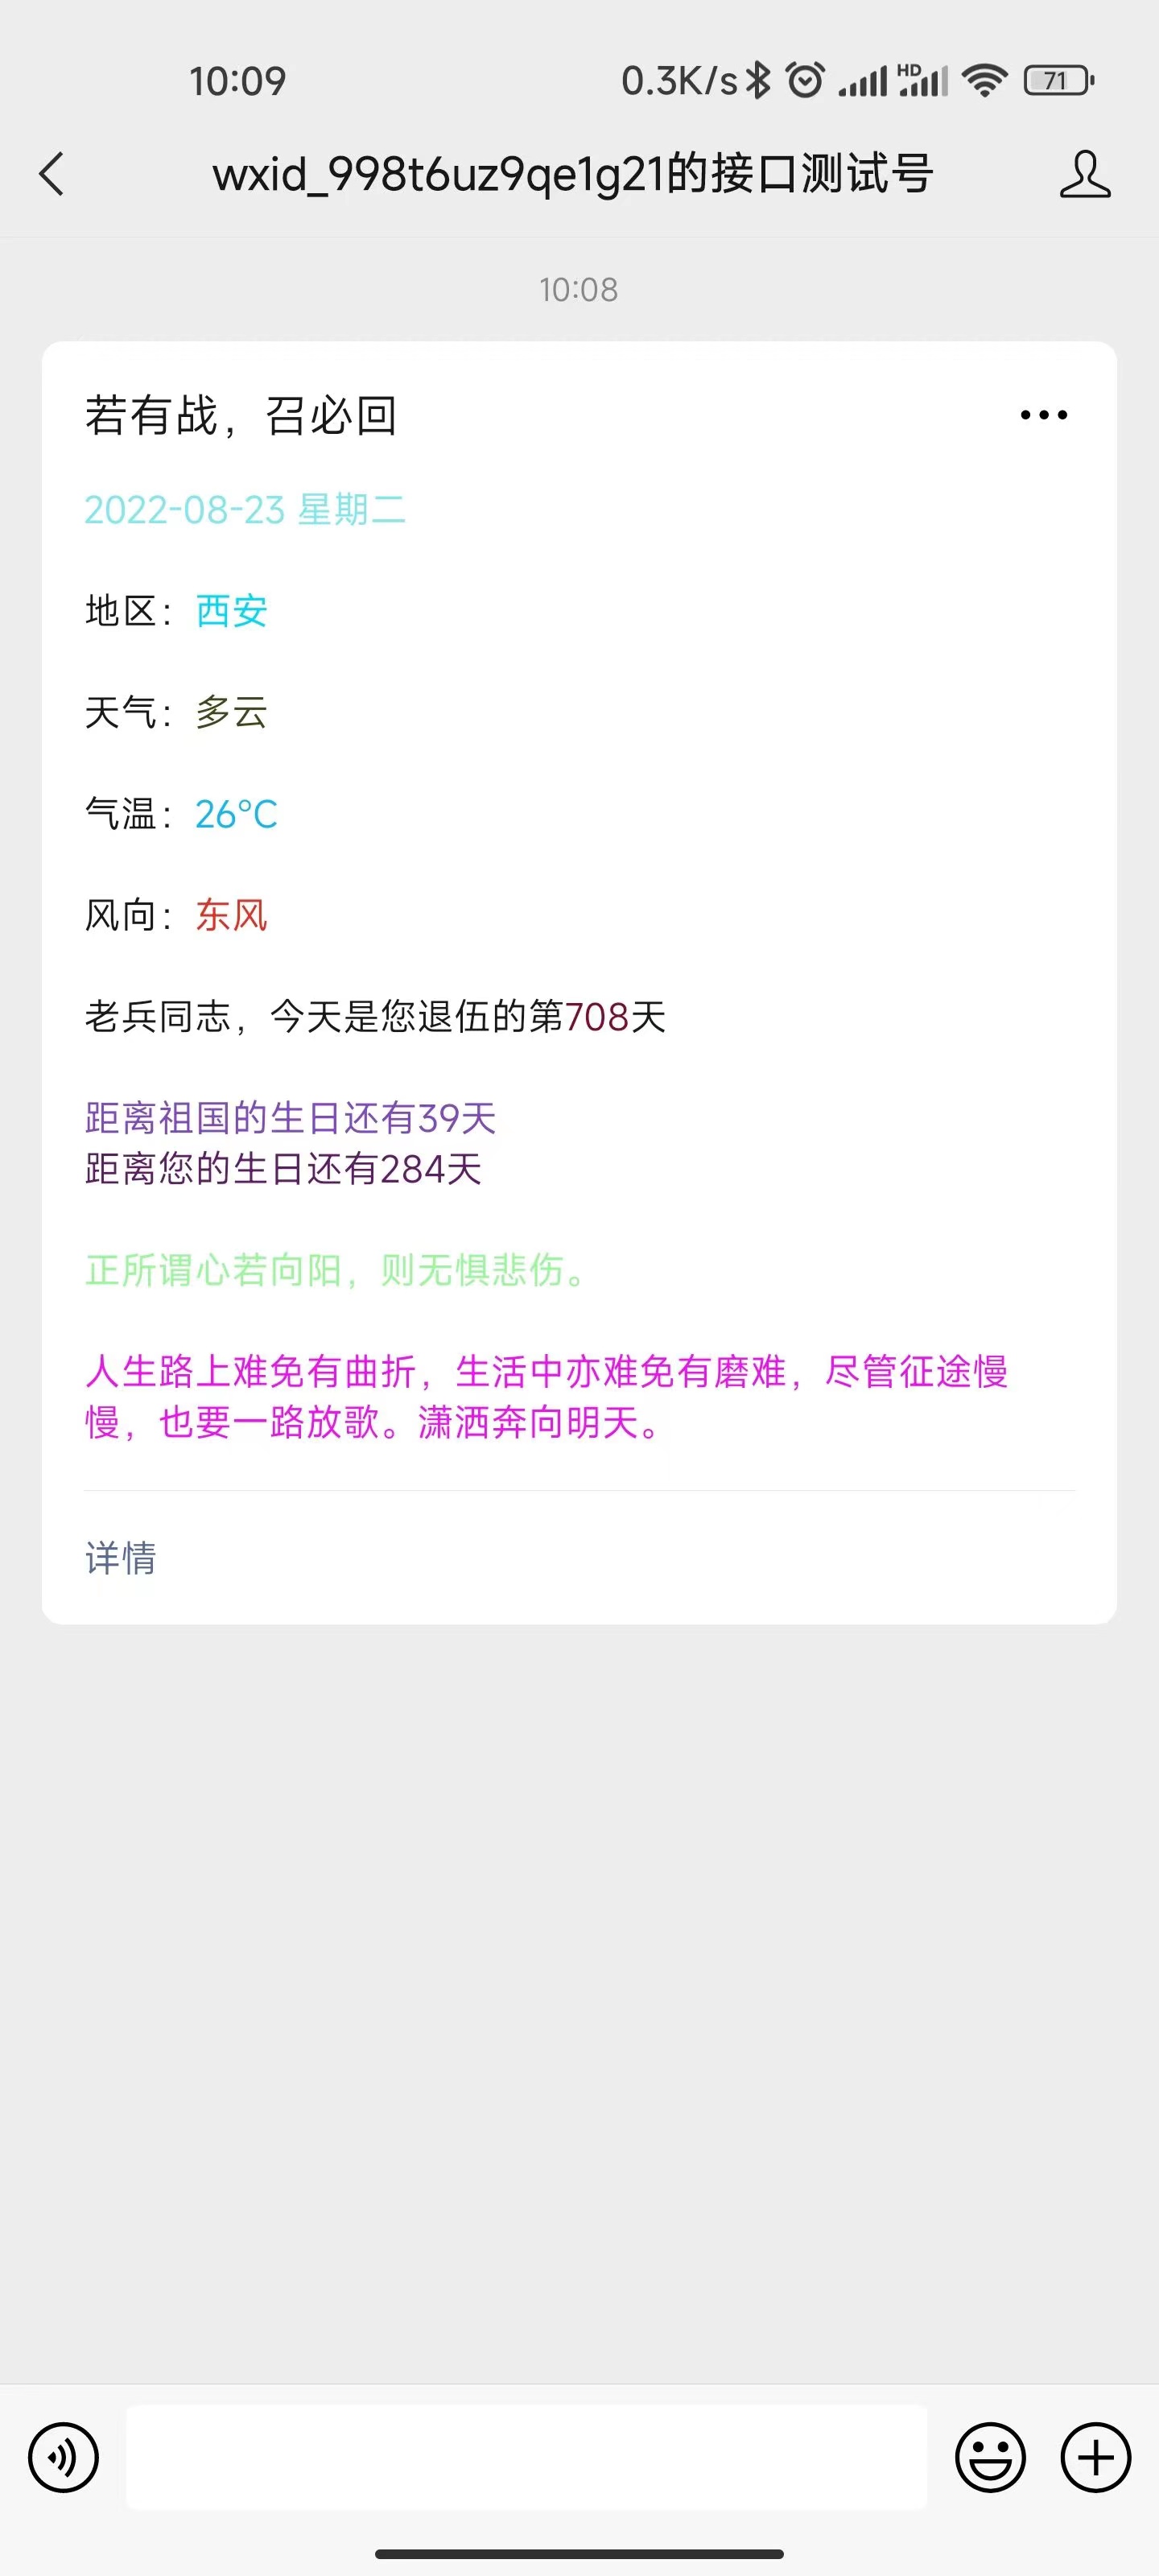 10:09
0.3K/s
HD
71
wxid_998t6uz9qe1g21的接口测试号
10:08
若有战，召必回
2022-08-23 星期二
地区：西安
天气：多云
气温：26°C
风向：东风
老兵同志，今天是您退伍的第708天
距离祖国的生日还有39天
距离您的生日还有284天
正所谓心若向阳，则无惧悲伤。
人生路上难免有曲折，生活中亦难免有磨难，尽管征途慢
慢，也要一路放歌。潇洒奔向明天。
详情